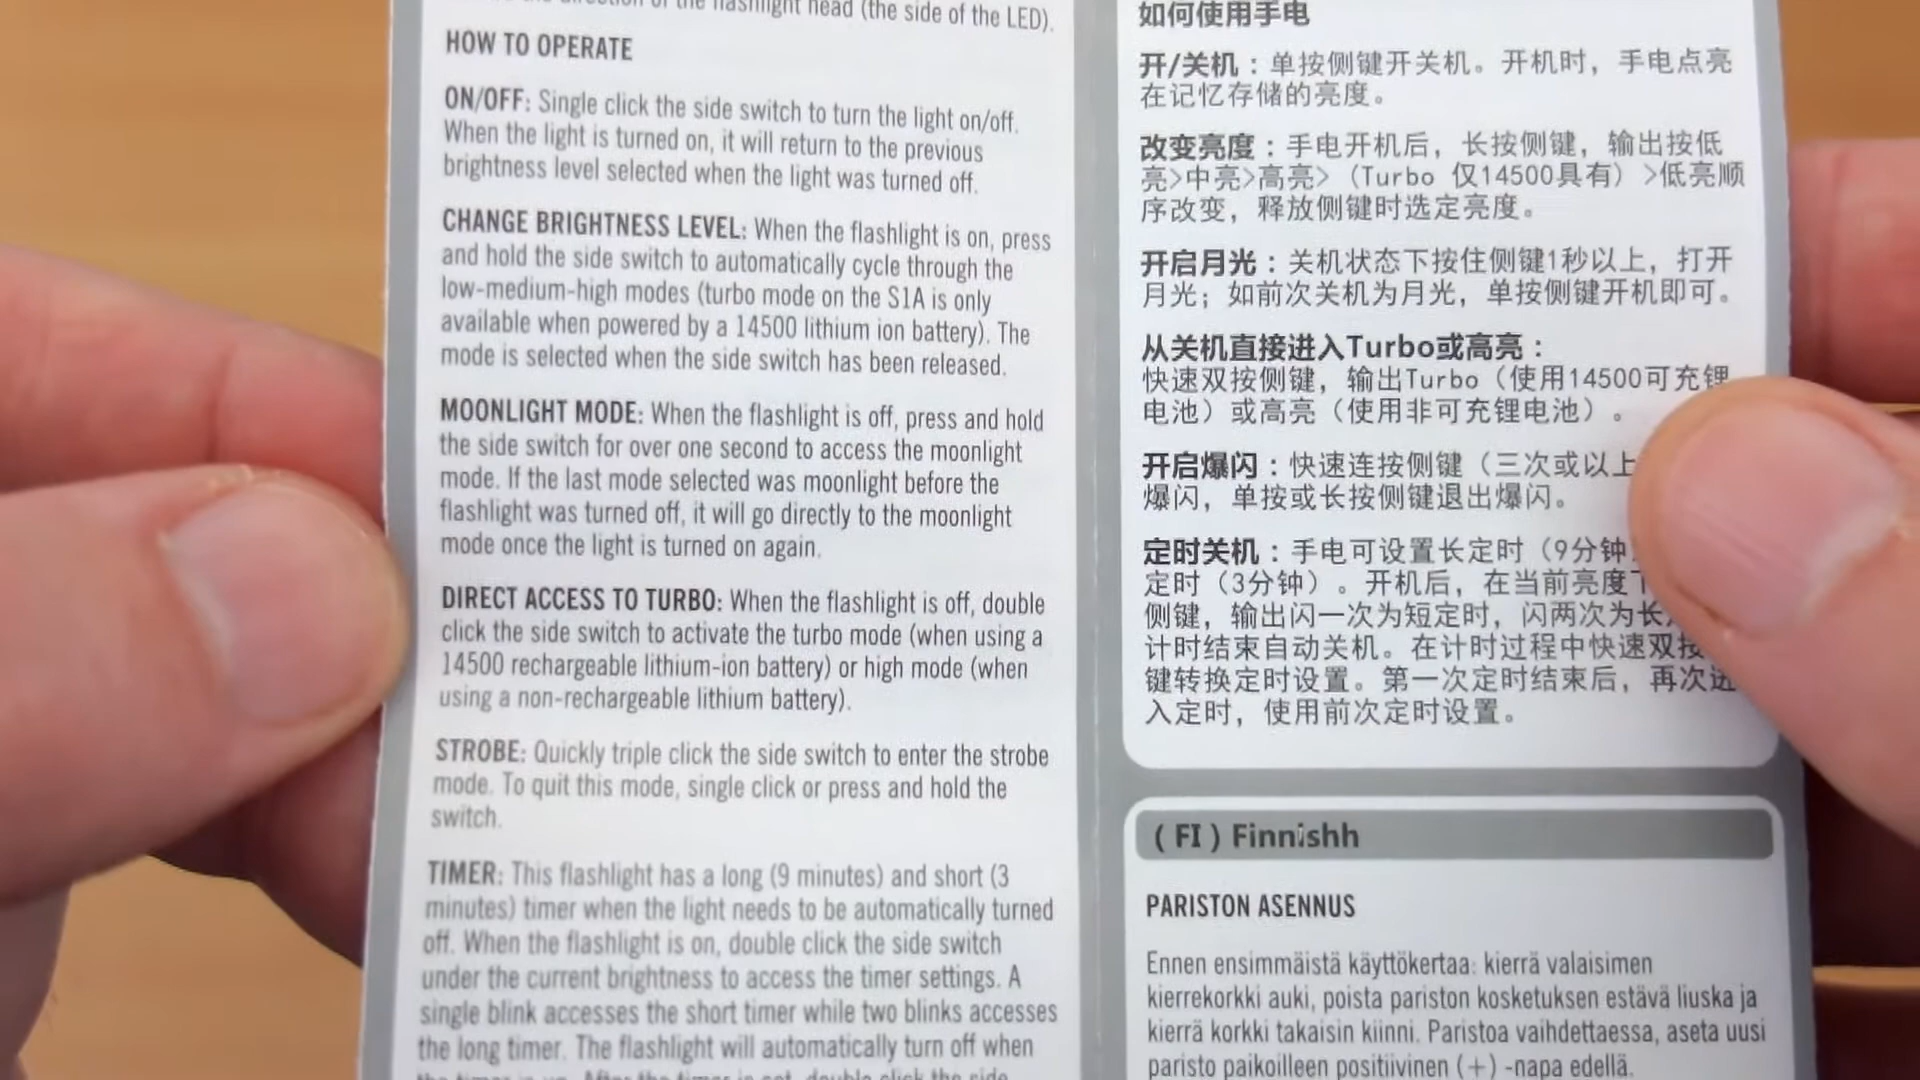 the direction of the flashlight head (the side of the LED).
HOW TO OPERATE
ON/OFF: Single click the side switch to turn the light on/off.
When the light is turned on, it will return to the previous
brightness level selected when the light was turned off.
CHANGE BRIGHTNESS LEVEL: When the flashlight is on, press
and hold the side switch to automatically cycle through the
low-medium-high modes (turbo mode on the S1A is only
available when powered by a 14500 lithium ion battery). The
mode is selected when the side switch has been released.
MOONLIGHT MODE: When the flashlight is off, press and hold
the side switch for over one second to access the moonlight
mode. If the last mode selected was moonlight before the
flashlight was turned off, it will go directly to the moonlight
mode once the light is turned on again.
DIRECT ACCESS TO TURBO: When the flashlight is off, double
click the side switch to activate the turbo mode (when using a
14500 rechargeable lithium-ion battery) or high mode (when
using a non-rechargeable lithium battery).
STROBE: Quickly triple click the side switch to enter the strobe
mode. To quit this mode, single click or press and hold the
switch.
TIMER: This flashlight has a long (9 minutes) and short (3
minutes) timer when the light needs to be automatically turned
off. When the flashlight is on, double click the side switch
under the current brightness to access the timer settings. A
single blink accesses the short timer while two blinks accesses
the long timer. The flashlight will automatically turn off when
如何使用手电
开/关机：单按侧键开关机。开机时，手电点亮
在记忆存储的亮度。
改变亮度：手电开机后，长按侧键，输出按低
亮>中亮>高亮>（Turbo 仅14500具有）>低亮顺
序改变，释放侧键时选定亮度。
开启月光：关机状态下按住侧键1秒以上，打开
月光；如前次关机为月光，单按侧键开机即可。
从关机直接进入Turbo或高亮：
快速双按侧键，输出Turbo（使用14500可充锂
电池）或高亮（使用非可充锂电池）。
开启爆闪：快速连按侧键（三次或以上
爆闪，单按或长按侧键退出爆闪。
定时关机：手电可设置长定时（9分钟
定时（3分钟）。开机后，在当前亮度
侧键，输出闪一次为短定时，闪两次为长
计时结束自动关机。在计时过程中快速双按
键转换定时设置。第一次定时结束后，再次进
入定时，使用前次定时设置。
( FI ) Finnishh
PARISTON ASENNUS
Ennen ensimmäistä käyttökertaa: kierrä valaisimen
kierrekorkki auki, poista pariston kosketuksen estävä liuska ja
kierrä korkki takaisin kiinni. Paristoa vaihdettaessa, aseta uusi
paristo paikoilleen positiivinen (+) -napa edellä.